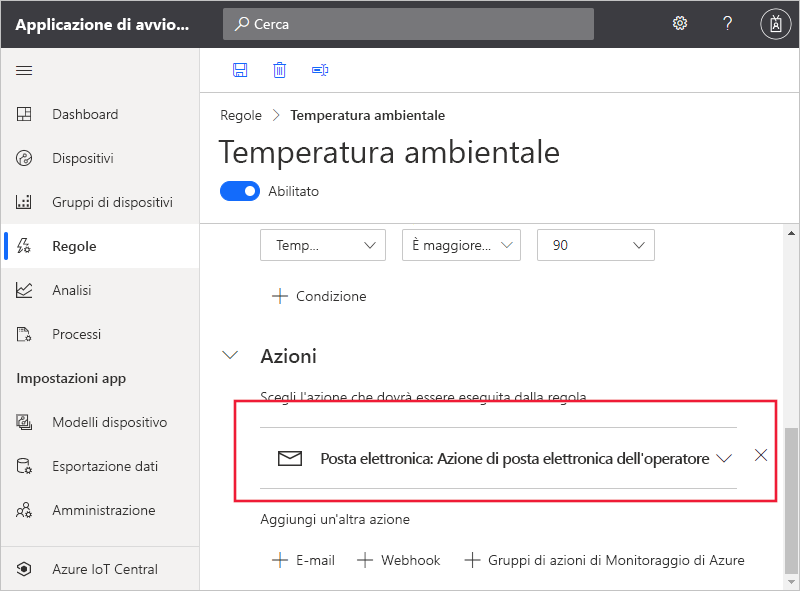 Applicazione di avvio...
Cerca
Dashboard
Dispositivi
Gruppi di dispositivi
Regole
Analisi
Processi
Impostazioni app
Modelli dispositivo
Esportazione dati
Amministrazione
Azure IoT Central
Regole > Temperatura ambientale
Temperatura ambientale
Abilitato
Temp... È maggiore... 90
Condizione
Azioni
Scegli l'azione che dovrà essere eseguita dalla regola
Posta elettronica: Azione di posta elettronica dell'operatore
Aggiungi un'altra azione
+ E-mail + Webhook + Gruppi di azioni di Monitoraggio di Azure